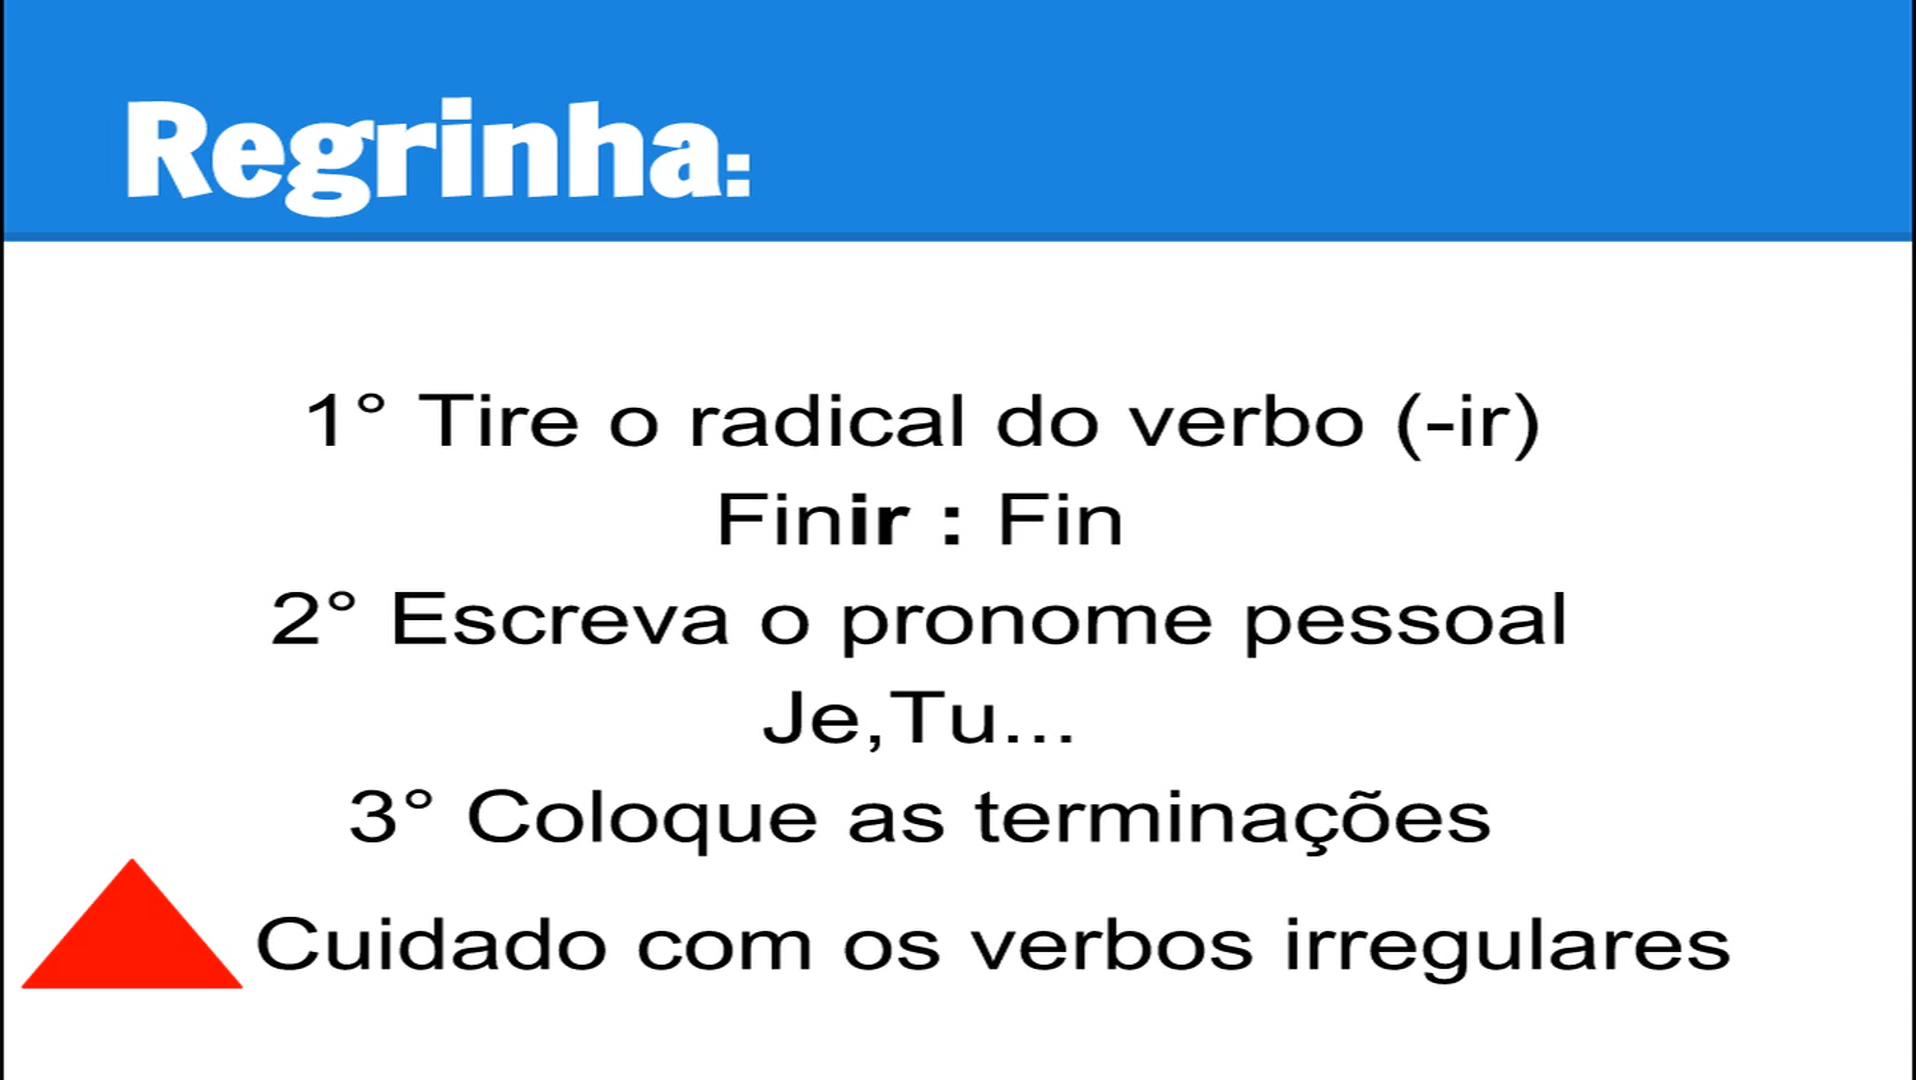 Regrinha:
1° Tire o radical do verbo (-ir)
Finir : Fin
2° Escreva o pronome pessoal
Je,Tu...
3° Coloque as terminações
Cuidado com os verbos irregulares